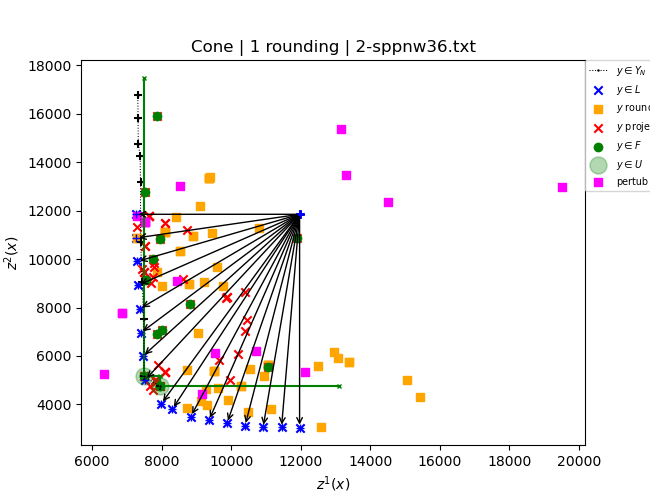 Cone | 1 rounding | 2-sppnw36.txt
18000
16000
14000
12000
10000
8000
6000
4000
z²(x)
6000
8000
10000
12000
14000
16000
18000
20000
z¹(x)
y ∈ Y_N
y ∈ L
y roun
y proje
y ∈ F
y ∈ U
pertub